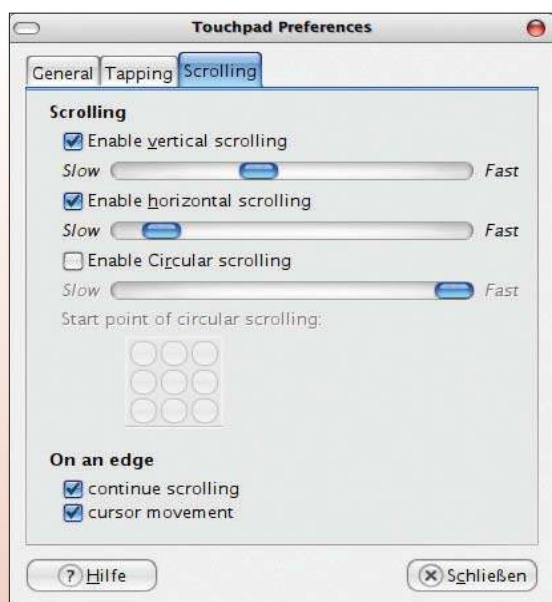 Touchpad Preferences
General Tapping Scrolling
Scrolling
Enable vertical scrolling
Slow Fast
Enable horizontal scrolling
Slow Fast
Enable Circular scrolling
Slow Fast
Start point of circular scrolling:
On an edge
continue scrolling
cursor movement
Hilfe Schließen